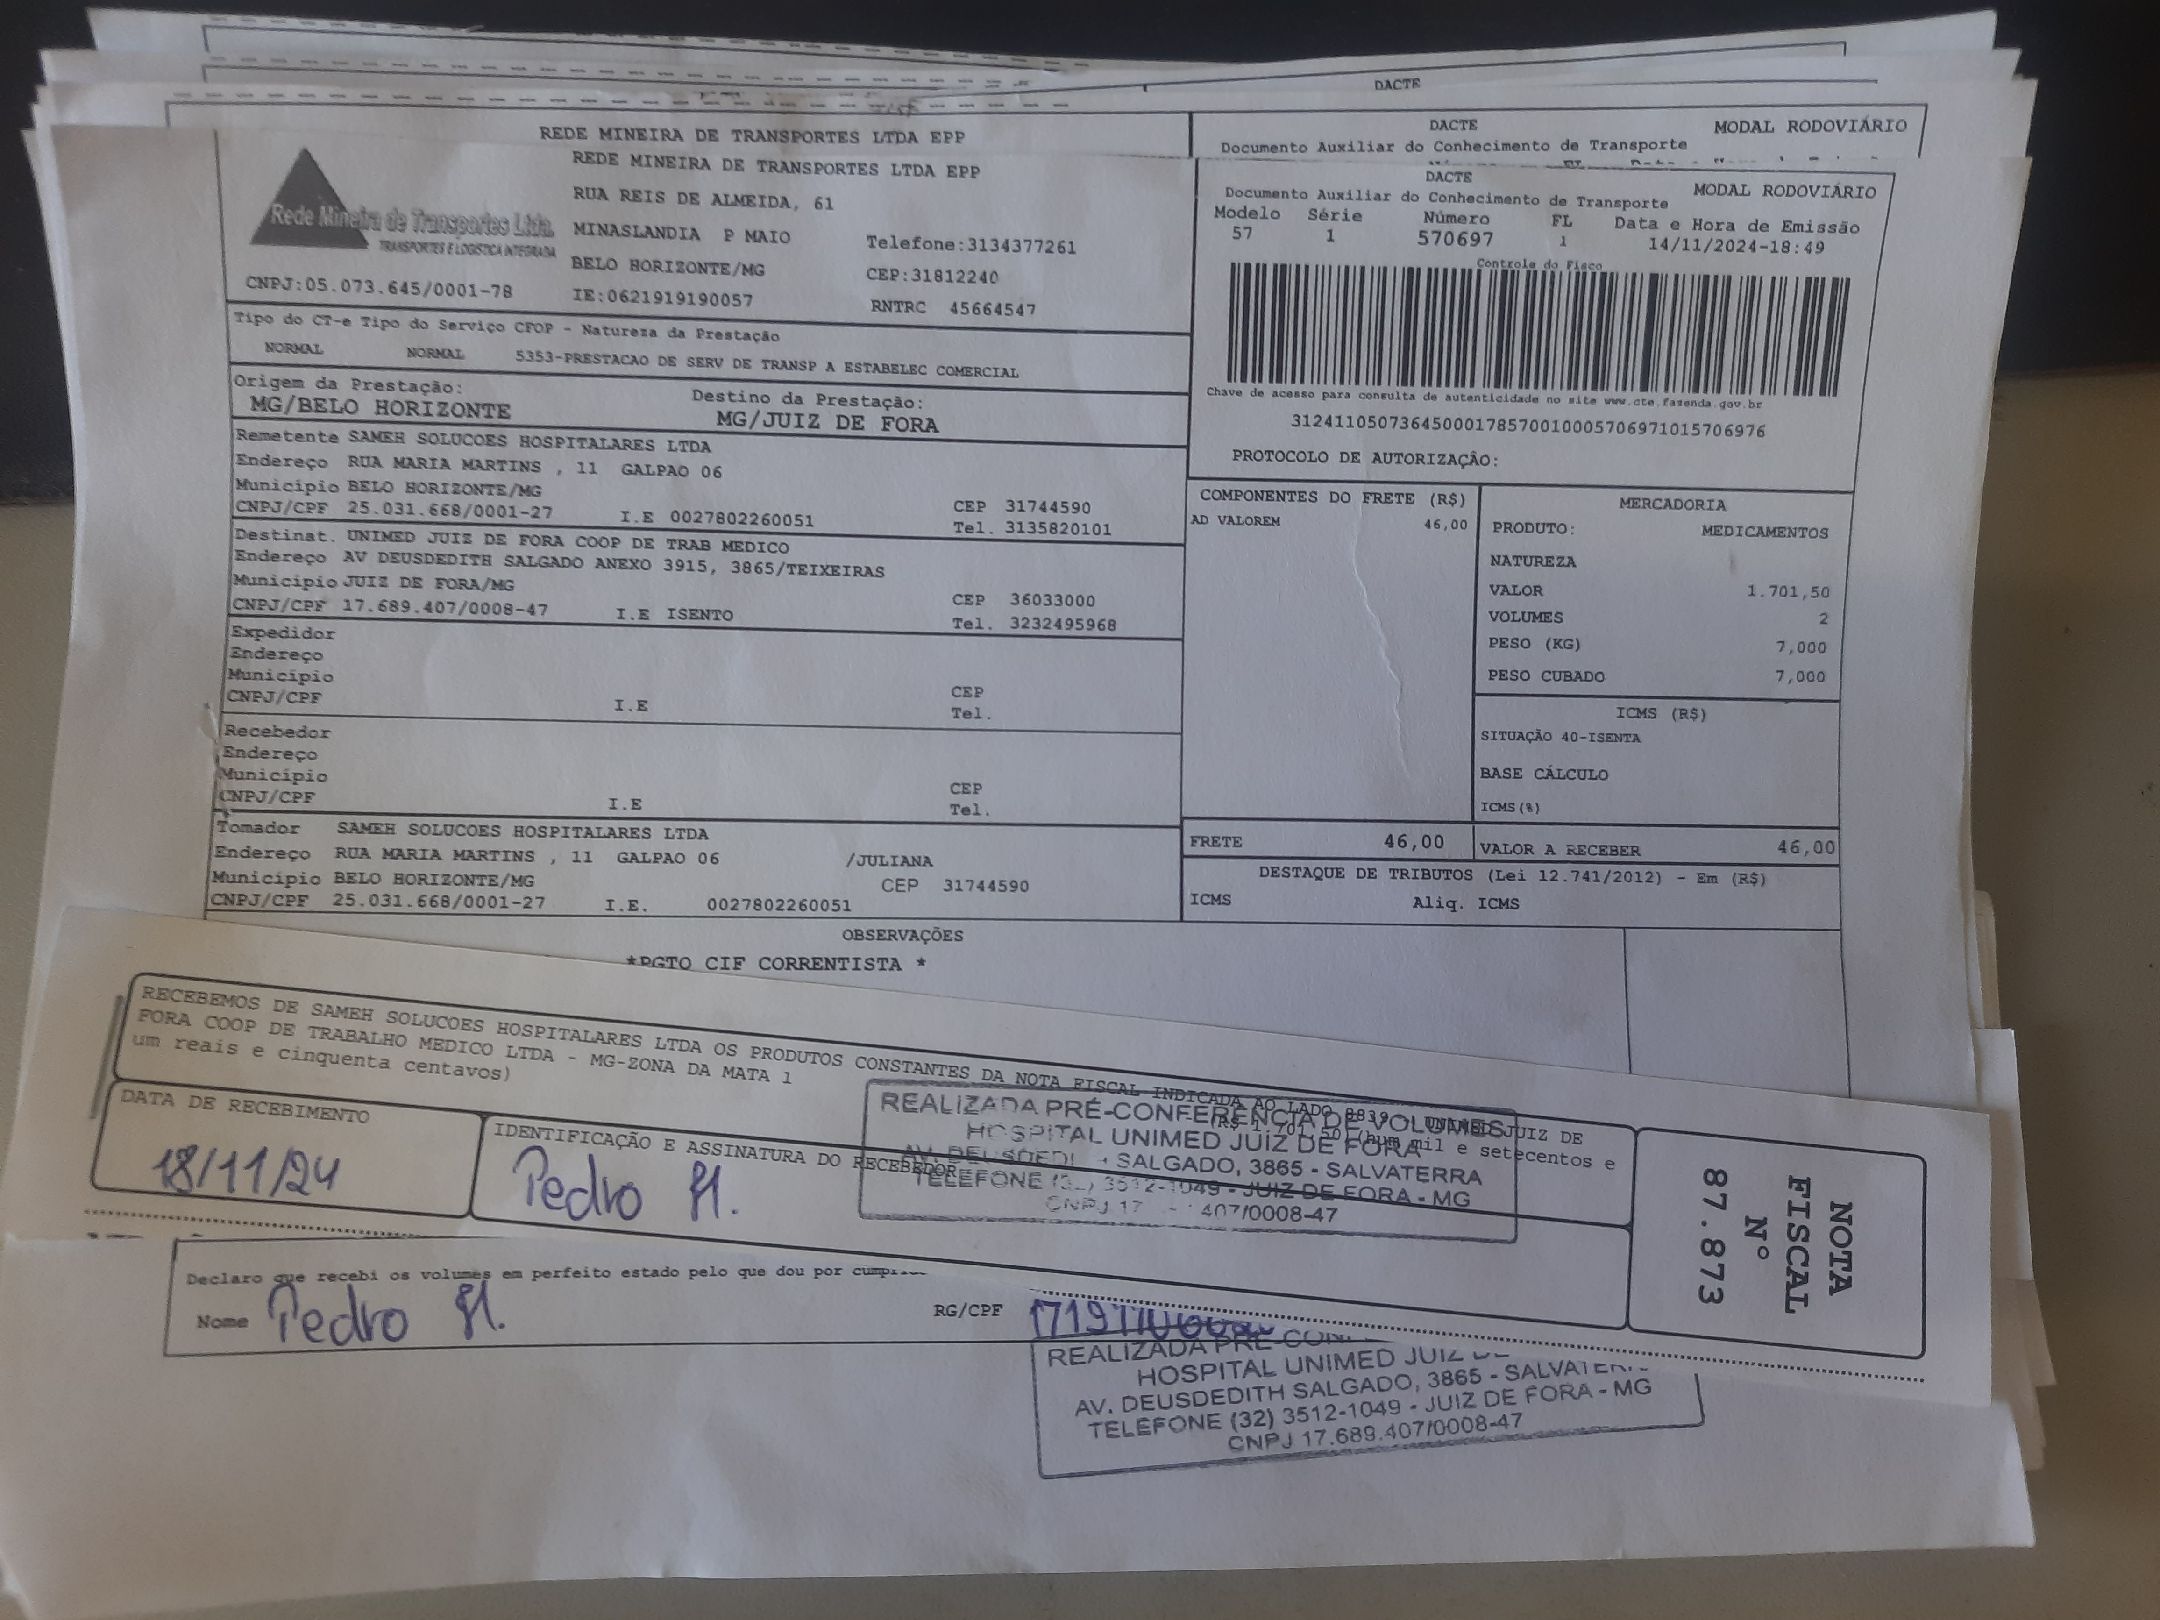 DACTE
REDE MINEIRA DE TRANSPORTES LTDA EPP
DACTE
MODAL RODOVIÁRIO
Documento Auxiliar do Conhecimento de Transporte
Rede Mineira de Transportes Ltda.
TRANSPORTES E LOGÍSTICA INTEGRADA
CNPJ:05.073.645/0001-78
REDE MINEIRA DE TRANSPORTES LTDA EPP
RUA REIS DE ALMEIDA, 61
MINASLANDIA P MAIO Telefone:3134377261
BELO HORIZONTE/MG CEP:31812240
IE:0621919190057 RNTRC 45664547
DACTE
Documento Auxiliar do Conhecimento de Transporte MODAL RODOVIÁRIO
Modelo Série Número FL Data e Hora de Emissão
57 1 570697 1 14/11/2024-18:49
Controle do Fisco
Chave de acesso para consulta de autenticidade no site www.cte.fazenda.gov.br
31241105073645000178570010005706971015706976
PROTOCOLO DE AUTORIZAÇÃO:
Tipo do CT-e Tipo do Serviço CFOP - Natureza da Prestação
NORMAL NORMAL 5353-PRESTACAO DE SERV DE TRANSP A ESTABELEC COMERCIAL
Origem da Prestação: Destino da Prestação:
MG/BELO HORIZONTE MG/JUIZ DE FORA
Remetente SAMEH SOLUCOES HOSPITALARES LTDA
Endereço RUA MARIA MARTINS , 11 GALPAO 06
Município BELO HORIZONTE/MG CEP 31744590
CNPJ/CPF 25.031.668/0001-27 I.E 0027802260051 Tel. 3135820101
Destinat. UNIMED JUIZ DE FORA COOP DE TRAB MEDICO
Endereço AV DEUSDEDITH SALGADO ANEXO 3915, 3865/TEIXEIRAS
Município JUIZ DE FORA/MG CEP 36033000
CNPJ/CPF 17.689.407/0008-47 I.E ISENTO Tel. 3232495968
Expedidor
Endereço
Município CEP
CNPJ/CPF I.E Tel.
Recebedor
Endereço
Município CEP
CNPJ/CPF I.E Tel.
Tomador SAMEH SOLUCOES HOSPITALARES LTDA
Endereço RUA MARIA MARTINS , 11 GALPAO 06 /JULIANA
Município BELO HORIZONTE/MG CEP 31744590
CNPJ/CPF 25.031.668/0001-27 I.E. 0027802260051
COMPONENTES DO FRETE (R$)
AD VALOREM 46,00
MERCADORIA
PRODUTO: MEDICAMENTOS
NATUREZA
VALOR 1.701,50
VOLUMES 2
PESO (KG) 7,000
PESO CUBADO 7,000
ICMS (R$)
SITUAÇÃO 40-ISENTA
BASE CÁLCULO
ICMS(%)
FRETE 46,00 VALOR A RECEBER 46,00
DESTAQUE DE TRIBUTOS (Lei 12.741/2012) - Em (R$)
ICMS Aliq. ICMS
OBSERVAÇÕES
*PGTO CIF CORRENTISTA *
RECEBEMOS DE SAMEH SOLUCOES HOSPITALARES LTDA OS PRODUTOS CONSTANTES DA NOTA FISCAL INDICADA AO LADO JUIZ DE
FORA COOP DE TRABALHO MEDICO LTDA - MG-ZONA DA MATA 1 (R$ 1.701,50) (hum mil e setecentos e
um reais e cinquenta centavos)
DATA DE RECEBIMENTO
18/11/24
IDENTIFICAÇÃO E ASSINATURA DO RECEBEDOR
Pedro H.
REALIZADA PRÉ-CONFERÊNCIA DE VOLUMES
HOSPITAL UNIMED JUIZ DE FORA
AV. SALGADO, 3865 - SALVATERRA
TELEFONE 3512-1049 - JUIZ DE FORA - MG
CNPJ 17 407/0008-47
NOTA
FISCAL
Nº
87.873
Declaro que recebi os volumes em perfeito estado pelo que dou por
Nome Pedro H. RG/CPF
REALIZADA PRÉ
HOSPITAL UNIMED JUIZ
AV. DEUSDEDITH SALGADO, 3865 -
TELEFONE (32) 3512-1049 - JUIZ DE FORA - MG
CNPJ 17.689.407/0008-47